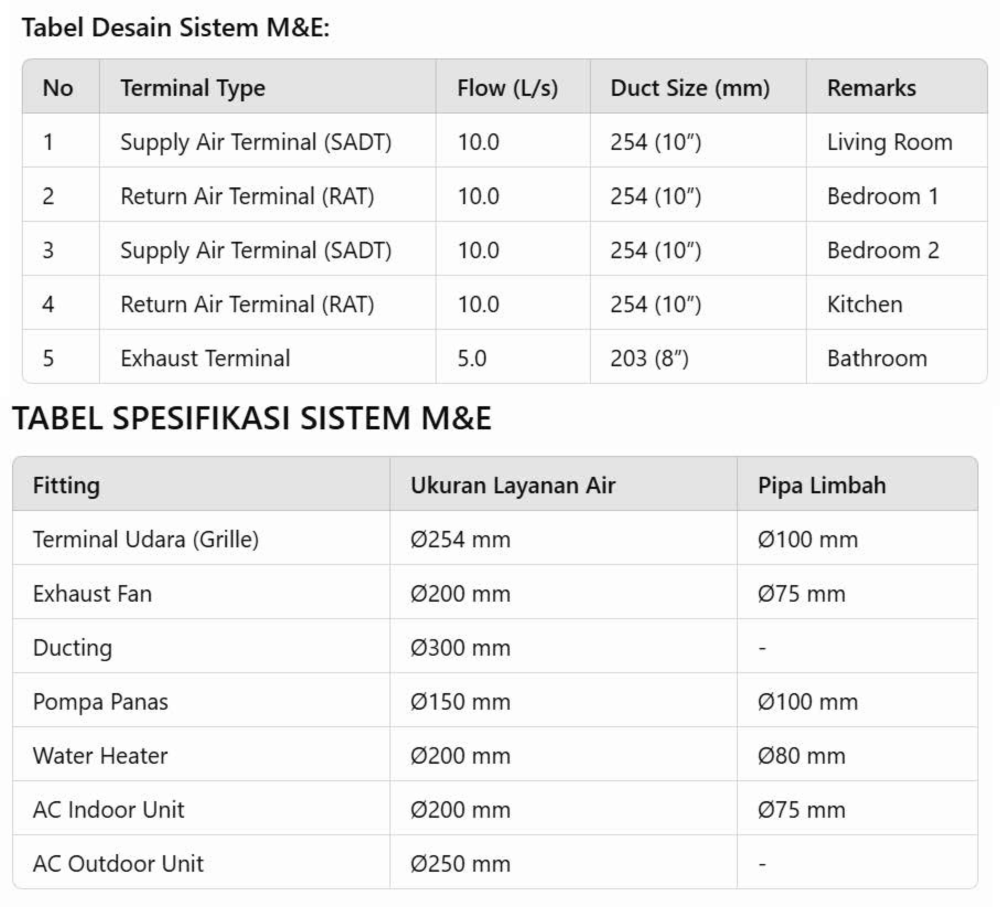 Tabel Desain Sistem M&E:
No Terminal Type Flow (L/s) Duct Size (mm) Remarks
1 Supply Air Terminal (SADT) 10.0 254 (10″) Living Room
2 Return Air Terminal (RAT) 10.0 254 (10″) Bedroom 1
3 Supply Air Terminal (SADT) 10.0 254 (10″) Bedroom 2
4 Return Air Terminal (RAT) 10.0 254 (10″) Kitchen
5 Exhaust Terminal 5.0 203 (8″) Bathroom
TABEL SPESIFIKASI SISTEM M&E
Fitting Ukuran Layanan Air Pipa Limbah
Terminal Udara (Grille) Ø254 mm Ø100 mm
Exhaust Fan Ø200 mm Ø75 mm
Ducting Ø300 mm -
Pompa Panas Ø150 mm Ø100 mm
Water Heater Ø200 mm Ø80 mm
AC Indoor Unit Ø200 mm Ø75 mm
AC Outdoor Unit Ø250 mm -